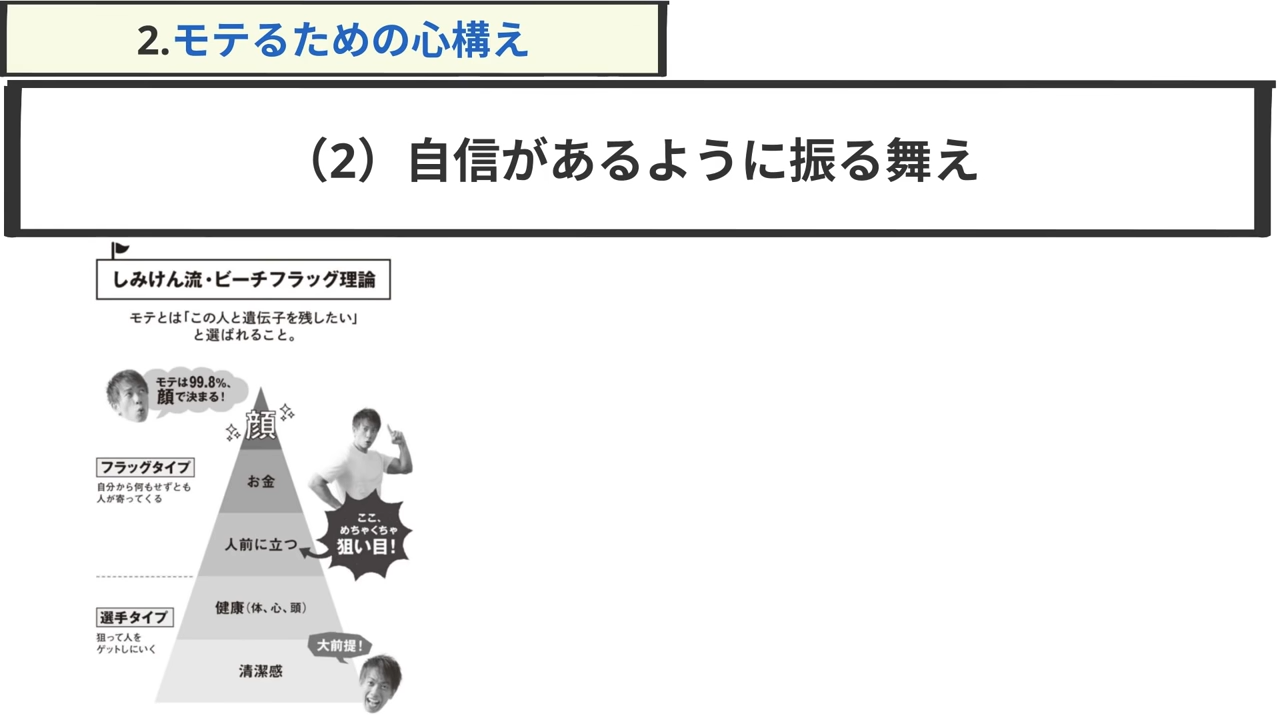 2.モテるための心構え
（2）自信があるように振る舞え
しみけん流・ビーチフラッグ理論
モテとは「この人と遺伝子を残したい」
と選ばれること。
モテは99.8%、
顔で決まる！
顔
お金
フラッグタイプ
自分から何もせずとも
人が寄ってくる
ここ、
めちゃくちゃ
狙い目！
人前に立つ
健康（体、心、頭）
選手タイプ
狙って人を
ゲットしにいく
大前提！
清潔感